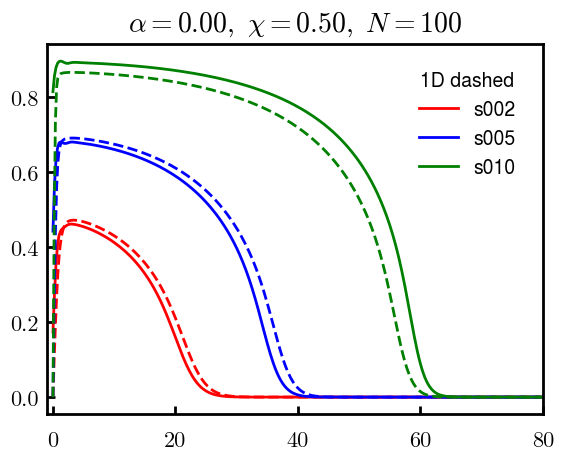 α = 0.00, χ = 0.50, N = 100
1D dashed
s002
s005
s010
0.8
0.6
0.4
0.2
0.0
0 20 40 60 80